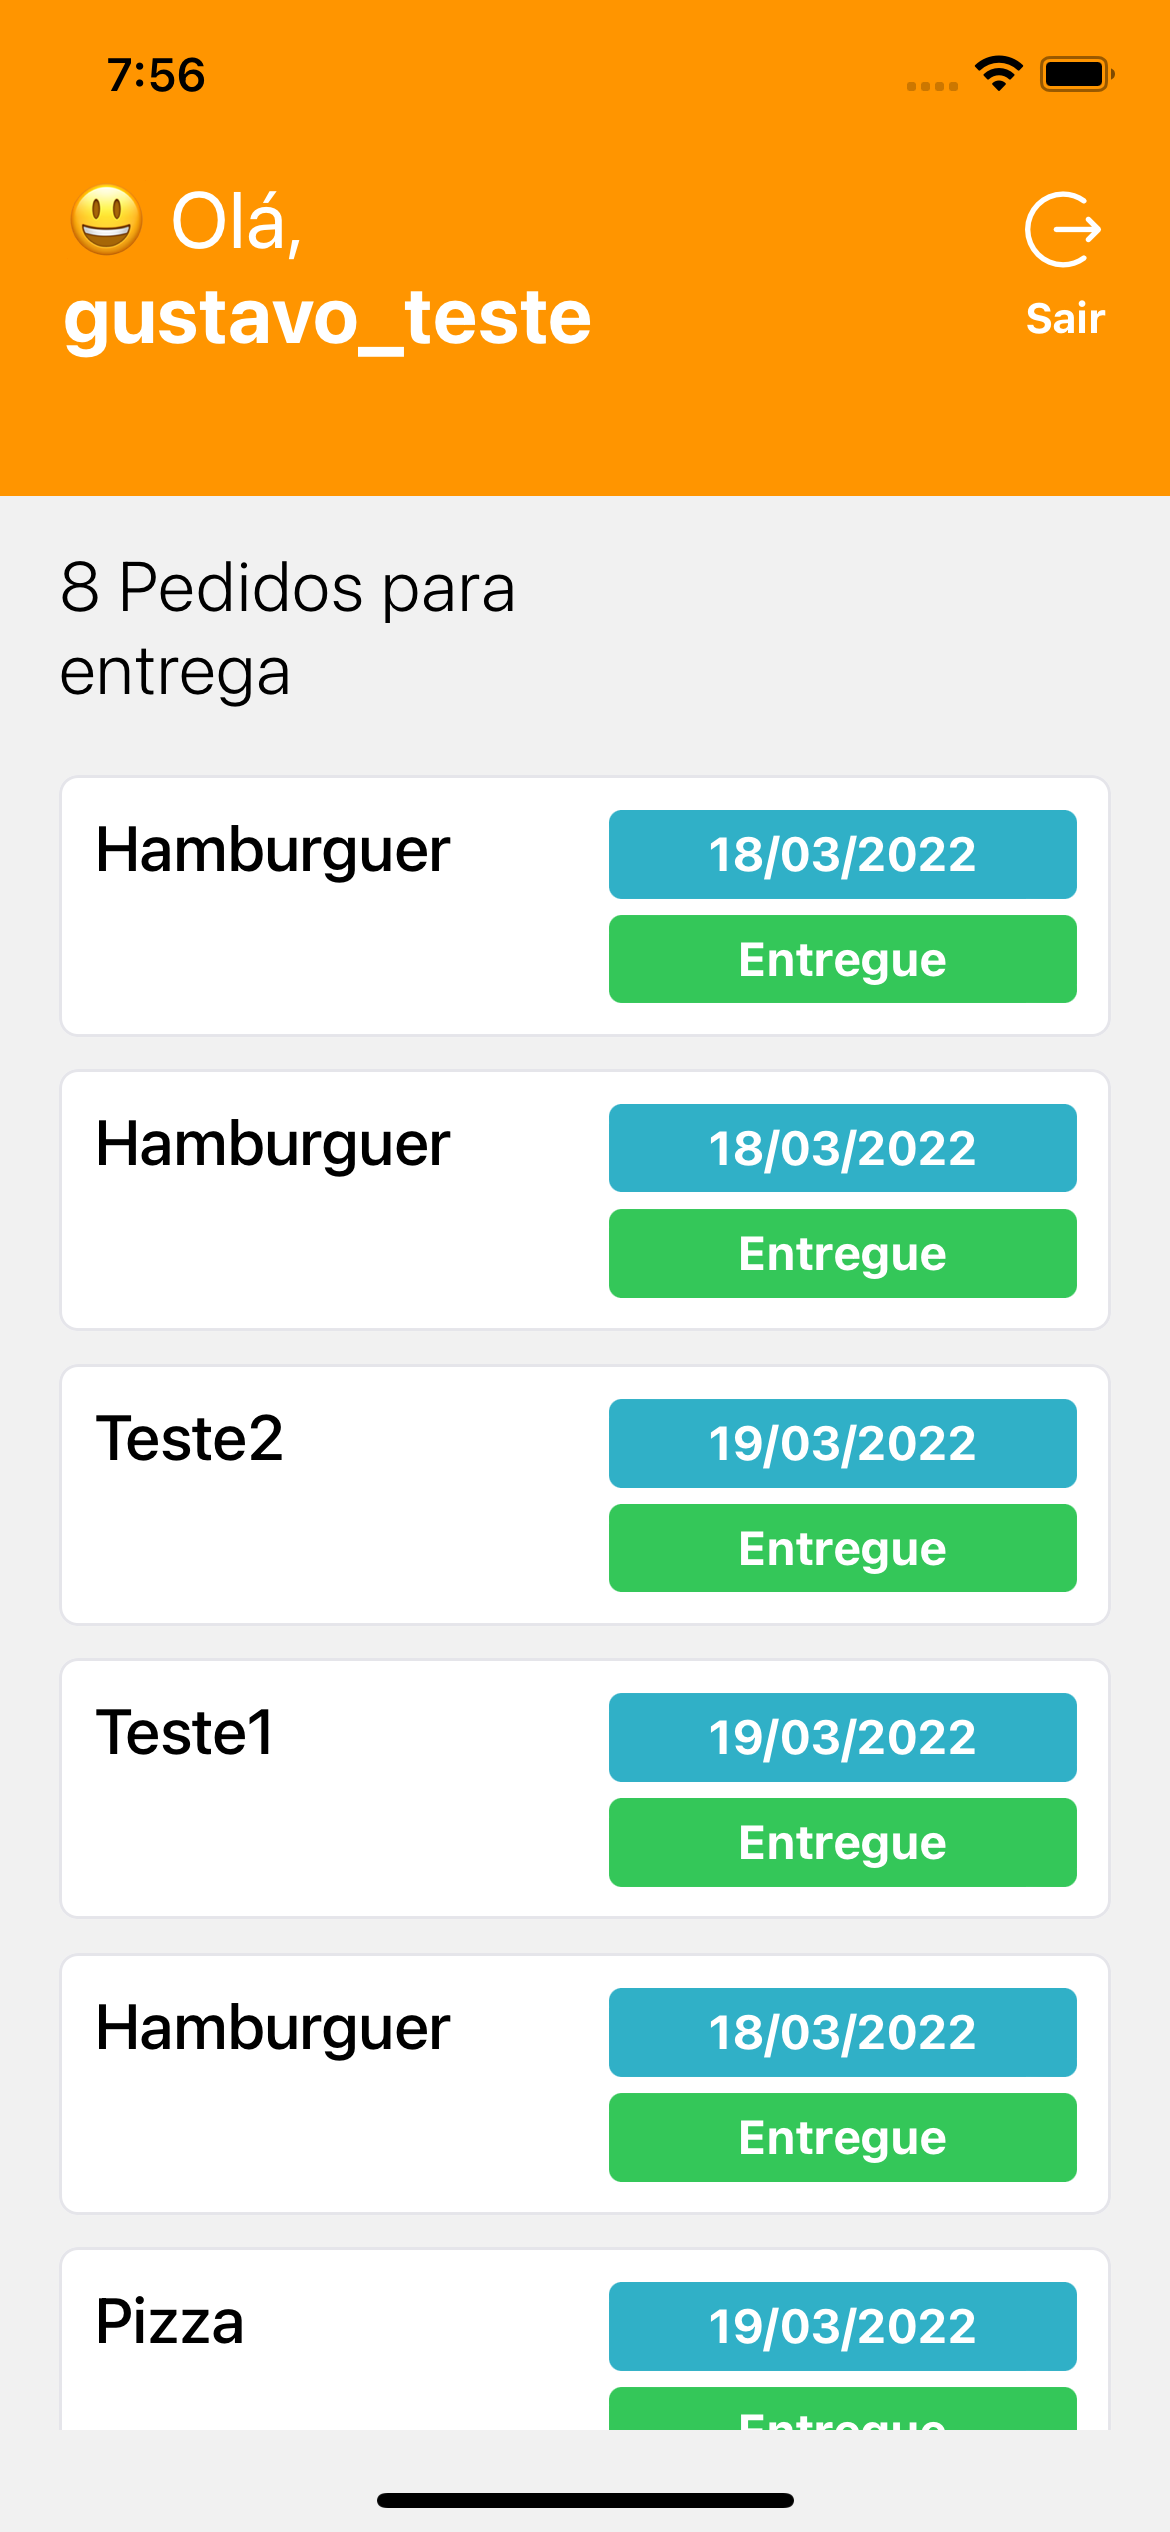 7:56
😃 Olá,
gustavo_teste
Sair
8 Pedidos para
entrega
Hamburguer
18/03/2022
Entregue
Hamburguer
18/03/2022
Entregue
Teste2
19/03/2022
Entregue
Teste1
19/03/2022
Entregue
Hamburguer
18/03/2022
Entregue
Pizza
19/03/2022
Entregue